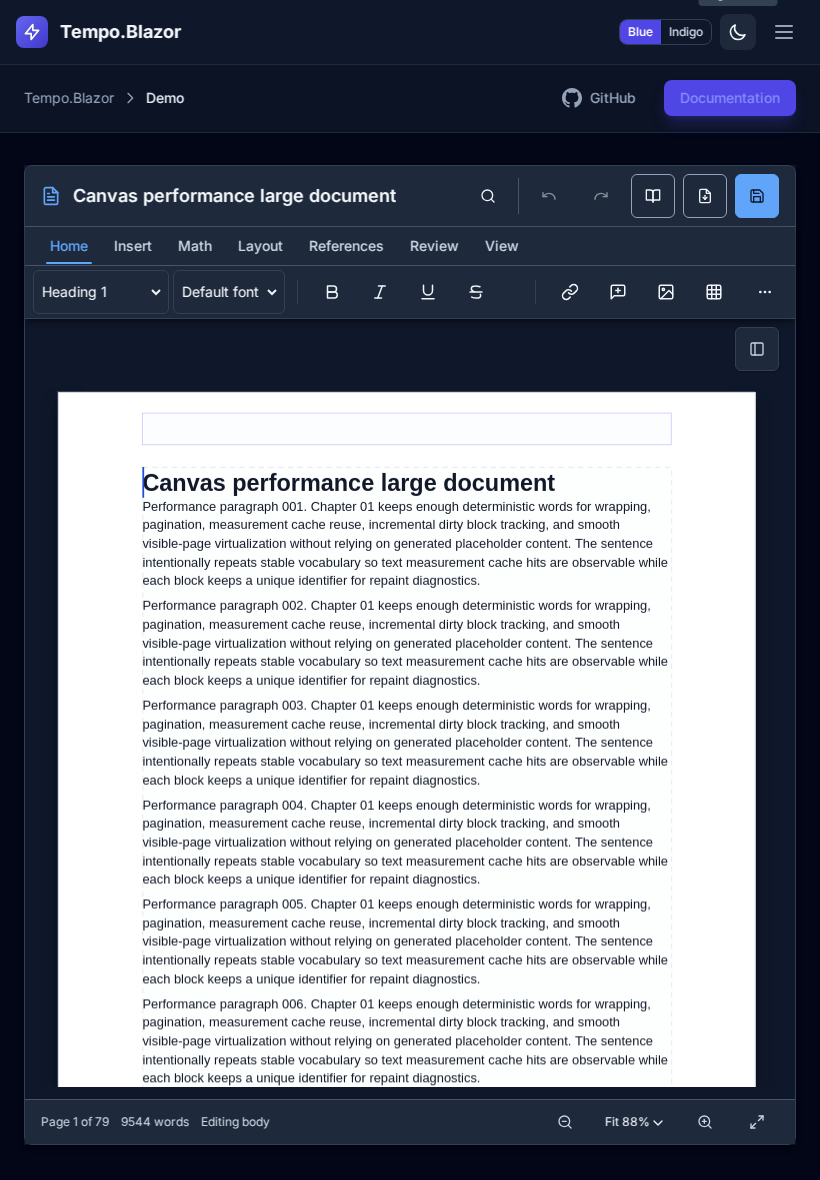 Tempo.Blazor
Blue Indigo
Tempo.Blazor > Demo
GitHub
Documentation
Canvas performance large document
Home Insert Math Layout References Review View
Heading 1 Default font
Canvas performance large document
Performance paragraph 001. Chapter 01 keeps enough deterministic words for wrapping,
pagination, measurement cache reuse, incremental dirty block tracking, and smooth
visible-page virtualization without relying on generated placeholder content. The sentence
intentionally repeats stable vocabulary so text measurement cache hits are observable while
each block keeps a unique identifier for repaint diagnostics.
Performance paragraph 002. Chapter 01 keeps enough deterministic words for wrapping,
pagination, measurement cache reuse, incremental dirty block tracking, and smooth
visible-page virtualization without relying on generated placeholder content. The sentence
intentionally repeats stable vocabulary so text measurement cache hits are observable while
each block keeps a unique identifier for repaint diagnostics.
Performance paragraph 003. Chapter 01 keeps enough deterministic words for wrapping,
pagination, measurement cache reuse, incremental dirty block tracking, and smooth
visible-page virtualization without relying on generated placeholder content. The sentence
intentionally repeats stable vocabulary so text measurement cache hits are observable while
each block keeps a unique identifier for repaint diagnostics.
Performance paragraph 004. Chapter 01 keeps enough deterministic words for wrapping,
pagination, measurement cache reuse, incremental dirty block tracking, and smooth
visible-page virtualization without relying on generated placeholder content. The sentence
intentionally repeats stable vocabulary so text measurement cache hits are observable while
each block keeps a unique identifier for repaint diagnostics.
Performance paragraph 005. Chapter 01 keeps enough deterministic words for wrapping,
pagination, measurement cache reuse, incremental dirty block tracking, and smooth
visible-page virtualization without relying on generated placeholder content. The sentence
intentionally repeats stable vocabulary so text measurement cache hits are observable while
each block keeps a unique identifier for repaint diagnostics.
Performance paragraph 006. Chapter 01 keeps enough deterministic words for wrapping,
pagination, measurement cache reuse, incremental dirty block tracking, and smooth
visible-page virtualization without relying on generated placeholder content. The sentence
intentionally repeats stable vocabulary so text measurement cache hits are observable while
each block keeps a unique identifier for repaint diagnostics.
Page 1 of 79 9544 words Editing body
Fit 88%